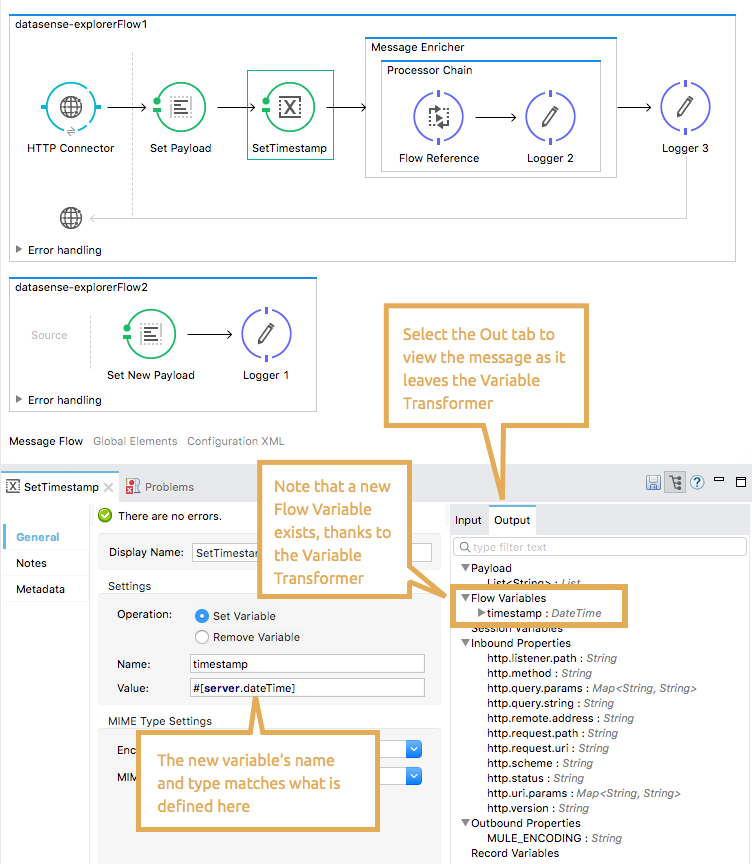 datasense-explorerFlow1
Message Enricher
Processor Chain
HTTP Connector
Set Payload
SetTimestamp
Flow Reference
Logger 2
Logger 3
Error handling
datasense-explorerFlow2
Source
Set New Payload
Logger 1
Error handling
Select the Out tab to
view the message as it
leaves the Variable
Transformer
Message Flow Global Elements Configuration XML
SetTimestamp
Problems
Note that a new
Flow Variable
exists, thanks to
the Variable
Transformer
There are no errors.
General
Notes
Metadata
Display Name:
SetTimestam
Settings
Operation:
Set Variable
Remove Variable
Name:
timestamp
Value:
#[server.dateTime]
MIME Type Settings
Enc
MIM
The new variable's name
and type matches what is
defined here
Input Output
type filter text
Payload
List<String> : List
Flow Variables
timestamp : DateTime
Session Variables
Inbound Properties
http.listener.path : String
http.method : String
http.query.params : Map<String, String>
http.query.string : String
http.remote.address : String
http.request.path : String
http.request.uri : String
http.scheme : String
http.status : String
http.uri.params : Map<String, String>
http.version : String
Outbound Properties
MULE_ENCODING : String
Record Variables